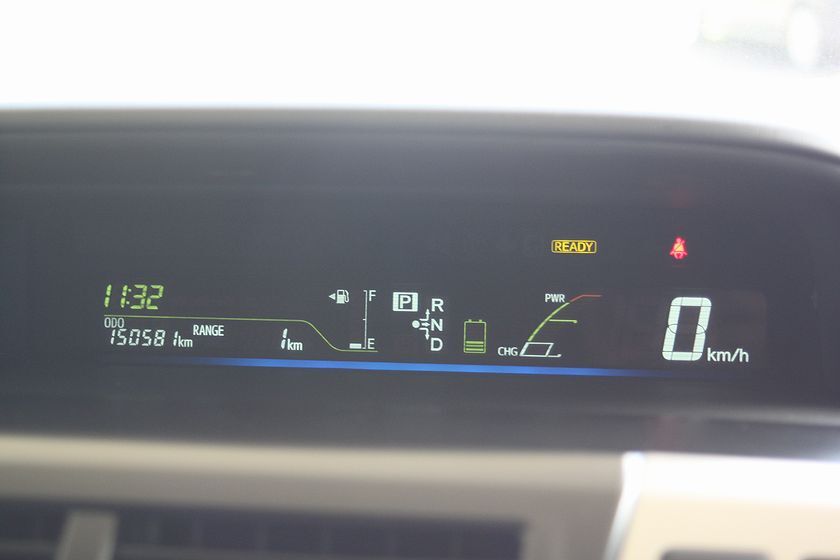 READY
11:32
F
P R
PWR
ODO
N
0 km/h
150581km RANGE 1km
E
D
CHG